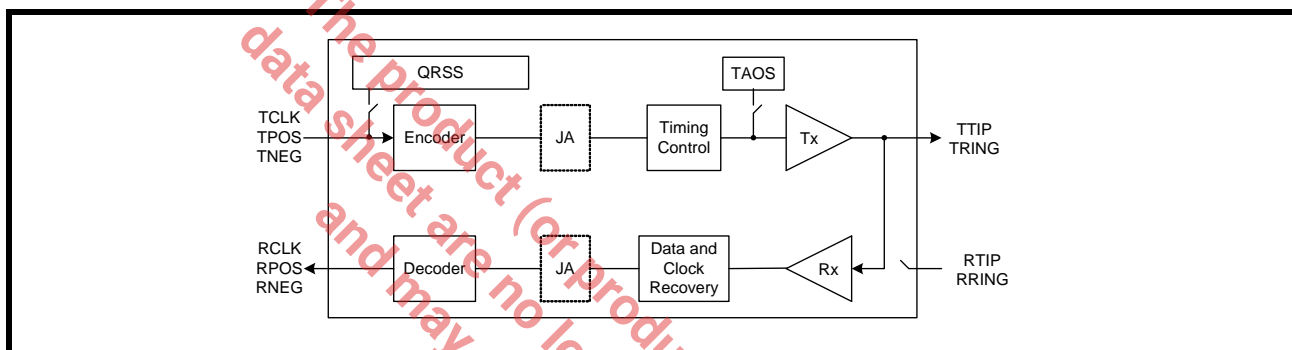 The product (or produ
data sheet are no lo
and may
QRSS
TAOS
TCLK
TPOS
TNEG
Encoder
JA
Timing
Control
Tx
TTIP
TRING
RCLK
RPOS
RNEG
Decoder
JA
Data and
Clock
Recovery
Rx
RTIP
RRING